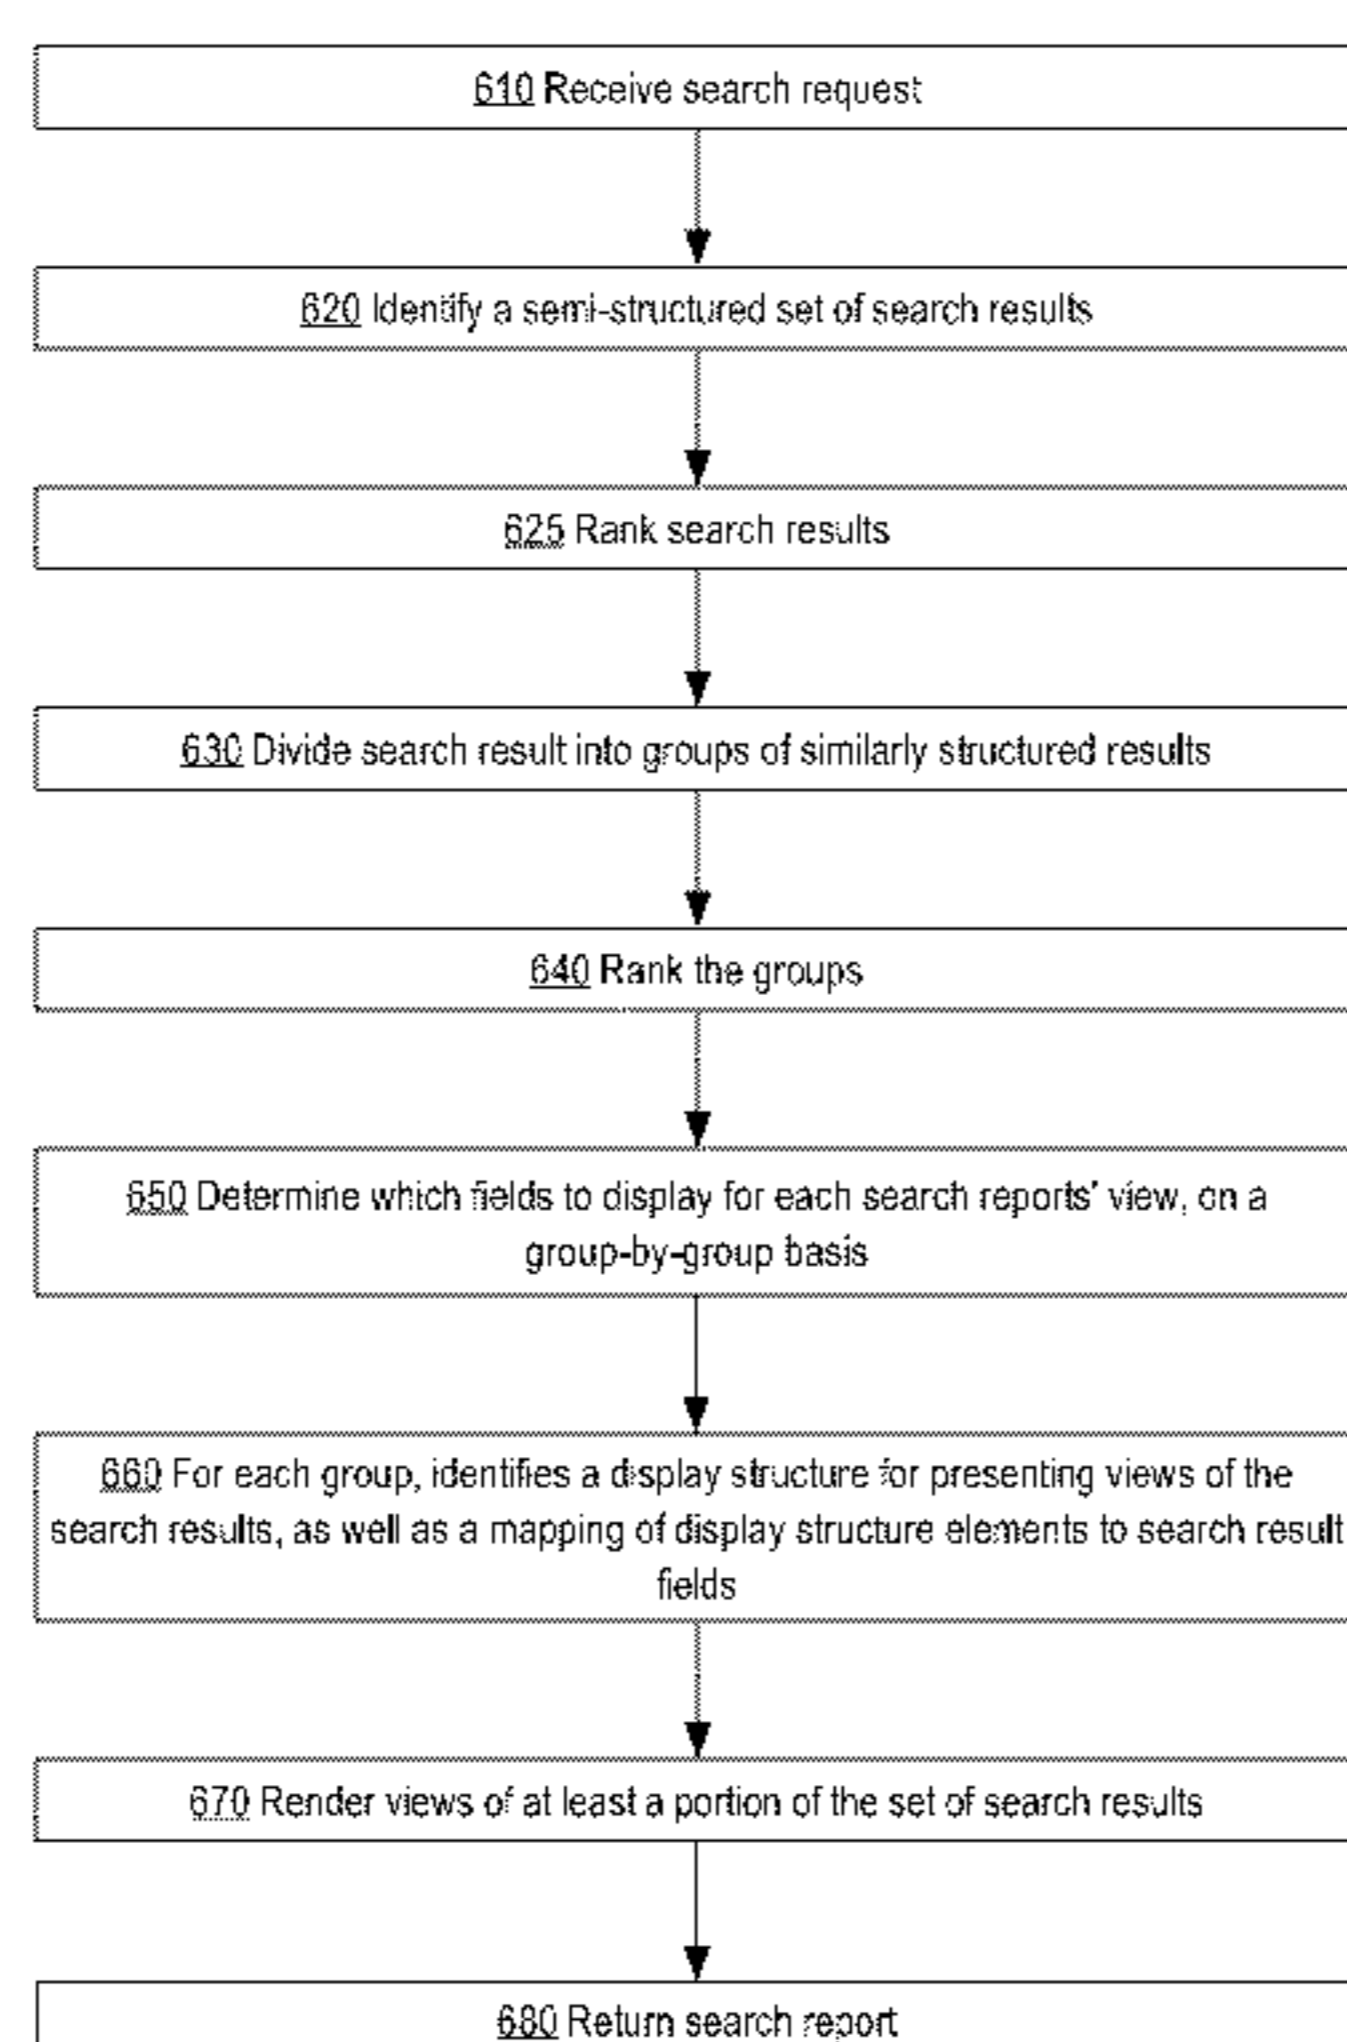 610 Receive search request
620 Identify a semi-structured set of search results
625 Rank search results
630 Divide search result into groups of similarly structured results
640 Rank the groups
650 Determine which fields to display for each search reports' view, on a
group-by-group basis
660 For each group, identifies a display structure for presenting views of the
search results, as well as a mapping of display structure elements to search result
fields
670 Render views of at least a portion of the set of search results
680 Return search report